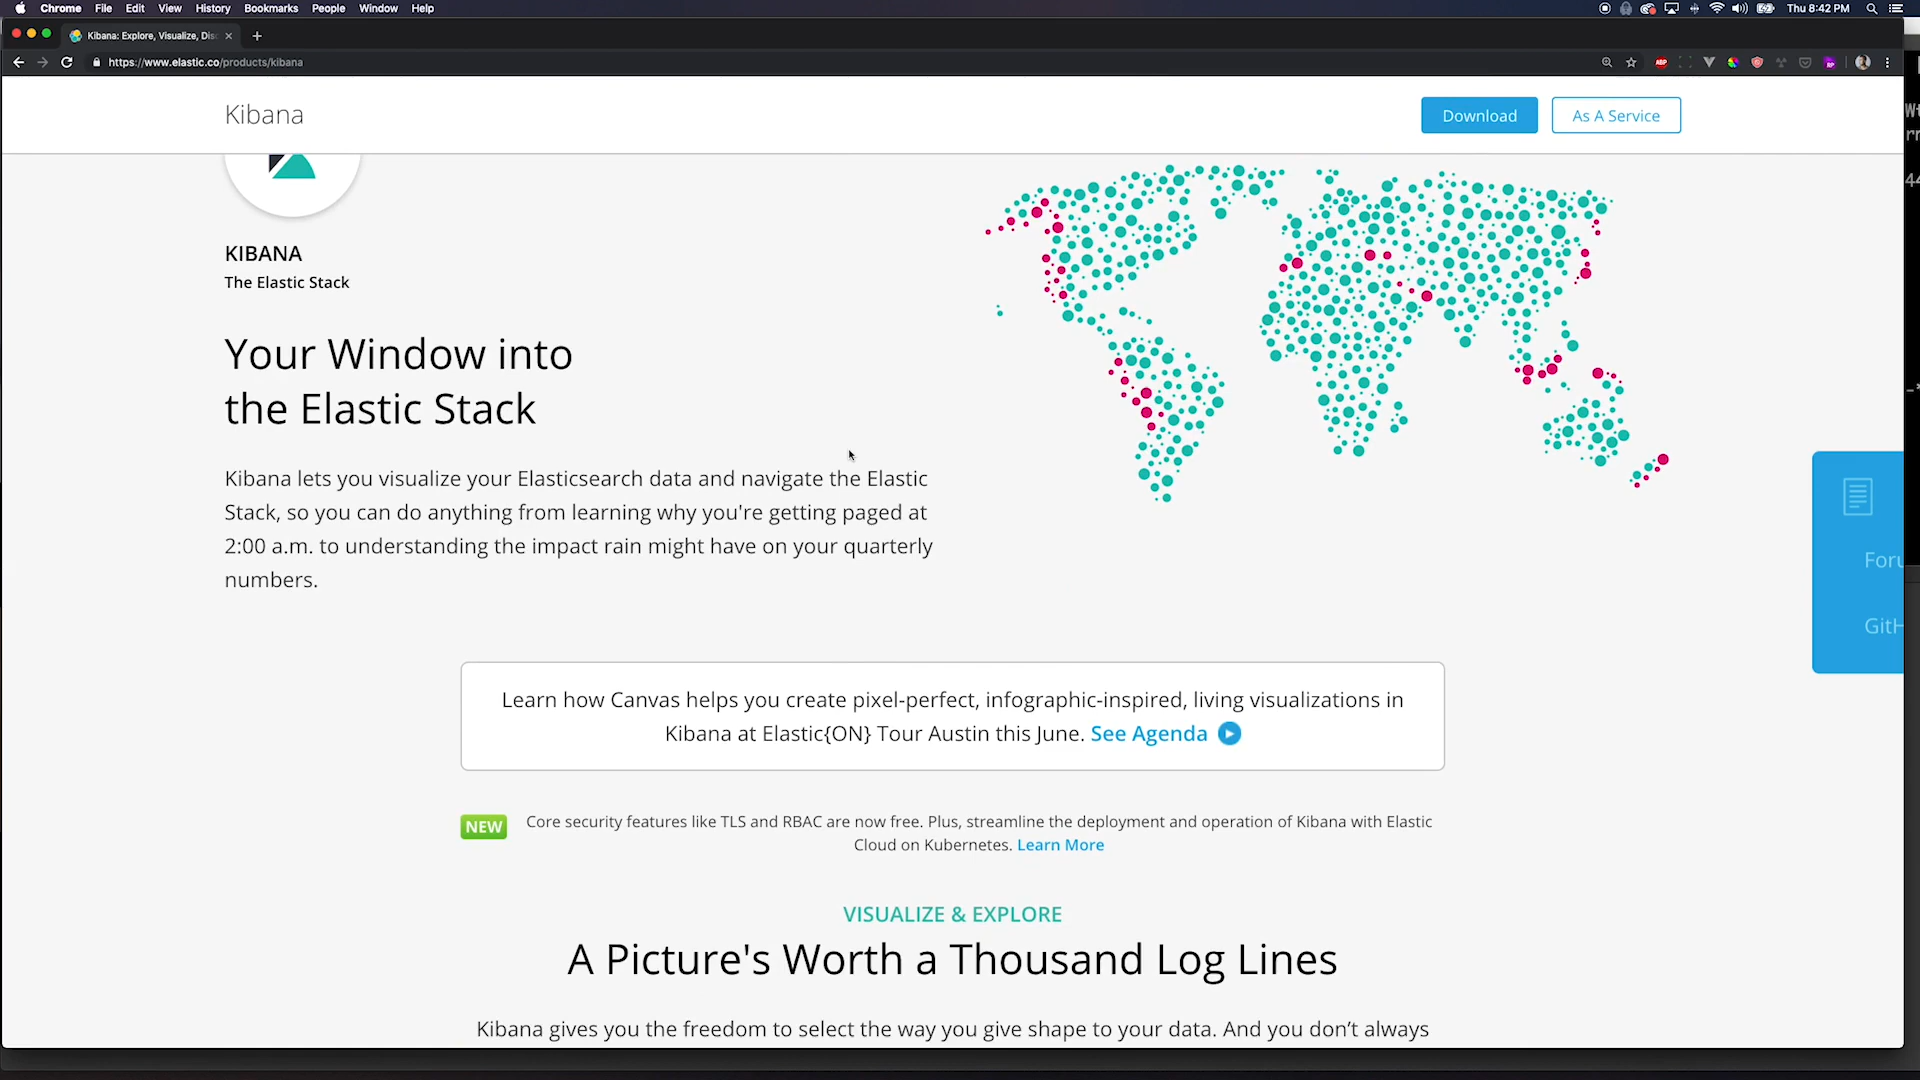 Chrome File Edit View History Bookmarks People Window Help
Thu 8:42 PM
Kibana: Explore, Visualize, Dis
https://www.elastic.co/products/kibana
ABP
Kibana
Download
As A Service
KIBANA
The Elastic Stack
Your Window into
the Elastic Stack
Kibana lets you visualize your Elasticsearch data and navigate the Elastic
Stack, so you can do anything from learning why you're getting paged at
2:00 a.m. to understanding the impact rain might have on your quarterly
numbers.
Foru
GitH
Learn how Canvas helps you create pixel-perfect, infographic-inspired, living visualizations in
Kibana at Elastic{ON} Tour Austin this June. See Agenda
NEW
Core security features like TLS and RBAC are now free. Plus, streamline the deployment and operation of Kibana with Elastic
Cloud on Kubernetes. Learn More
VISUALIZE & EXPLORE
A Picture's Worth a Thousand Log Lines
Kibana gives you the freedom to select the way you give shape to your data. And you don’t always